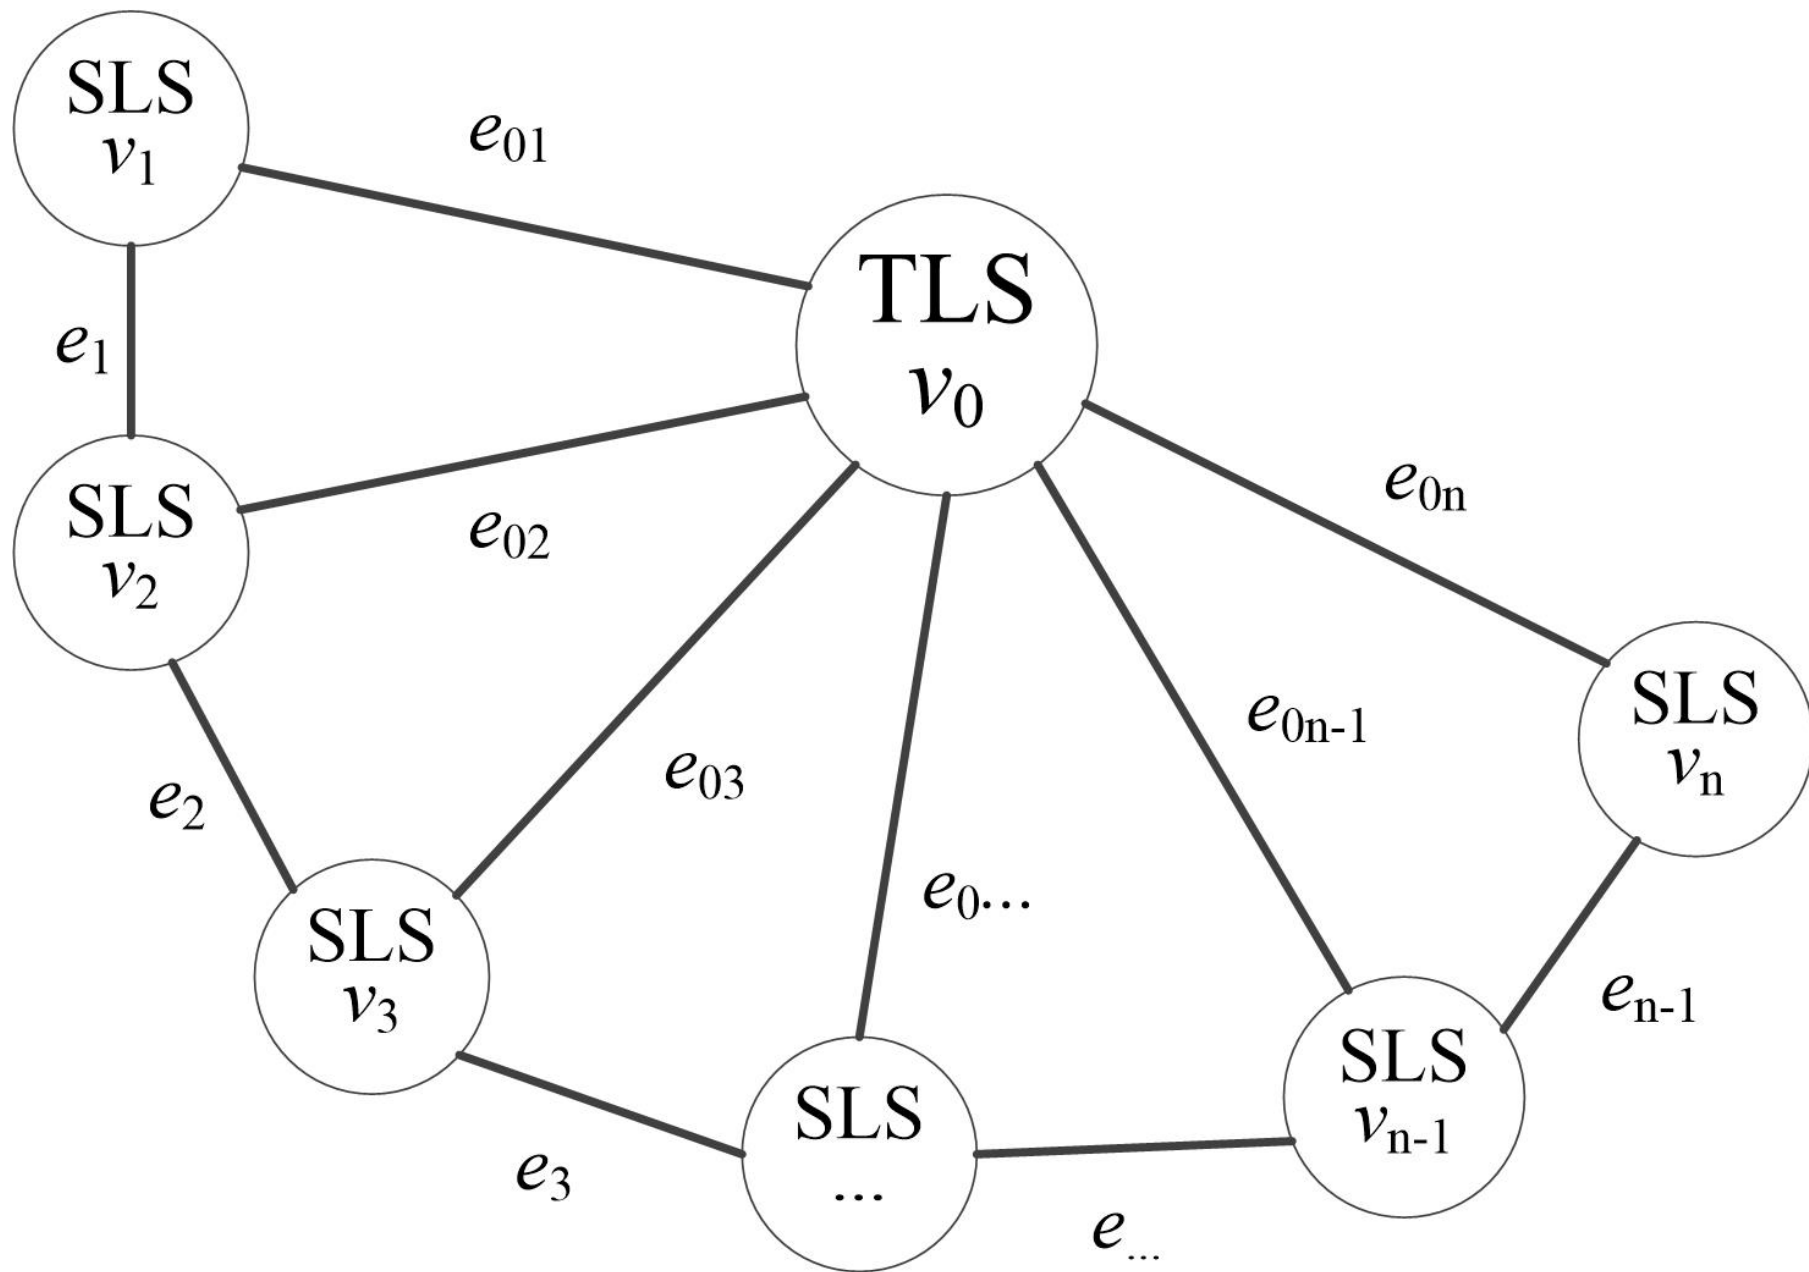 SLS
v1
e01
TLS
v0
e1
SLS
v2
e02
e0n
e2
e03
e0n-1
SLS
vn
SLS
v3
e0...
en-1
e3
SLS
...
SLS
vn-1
e...